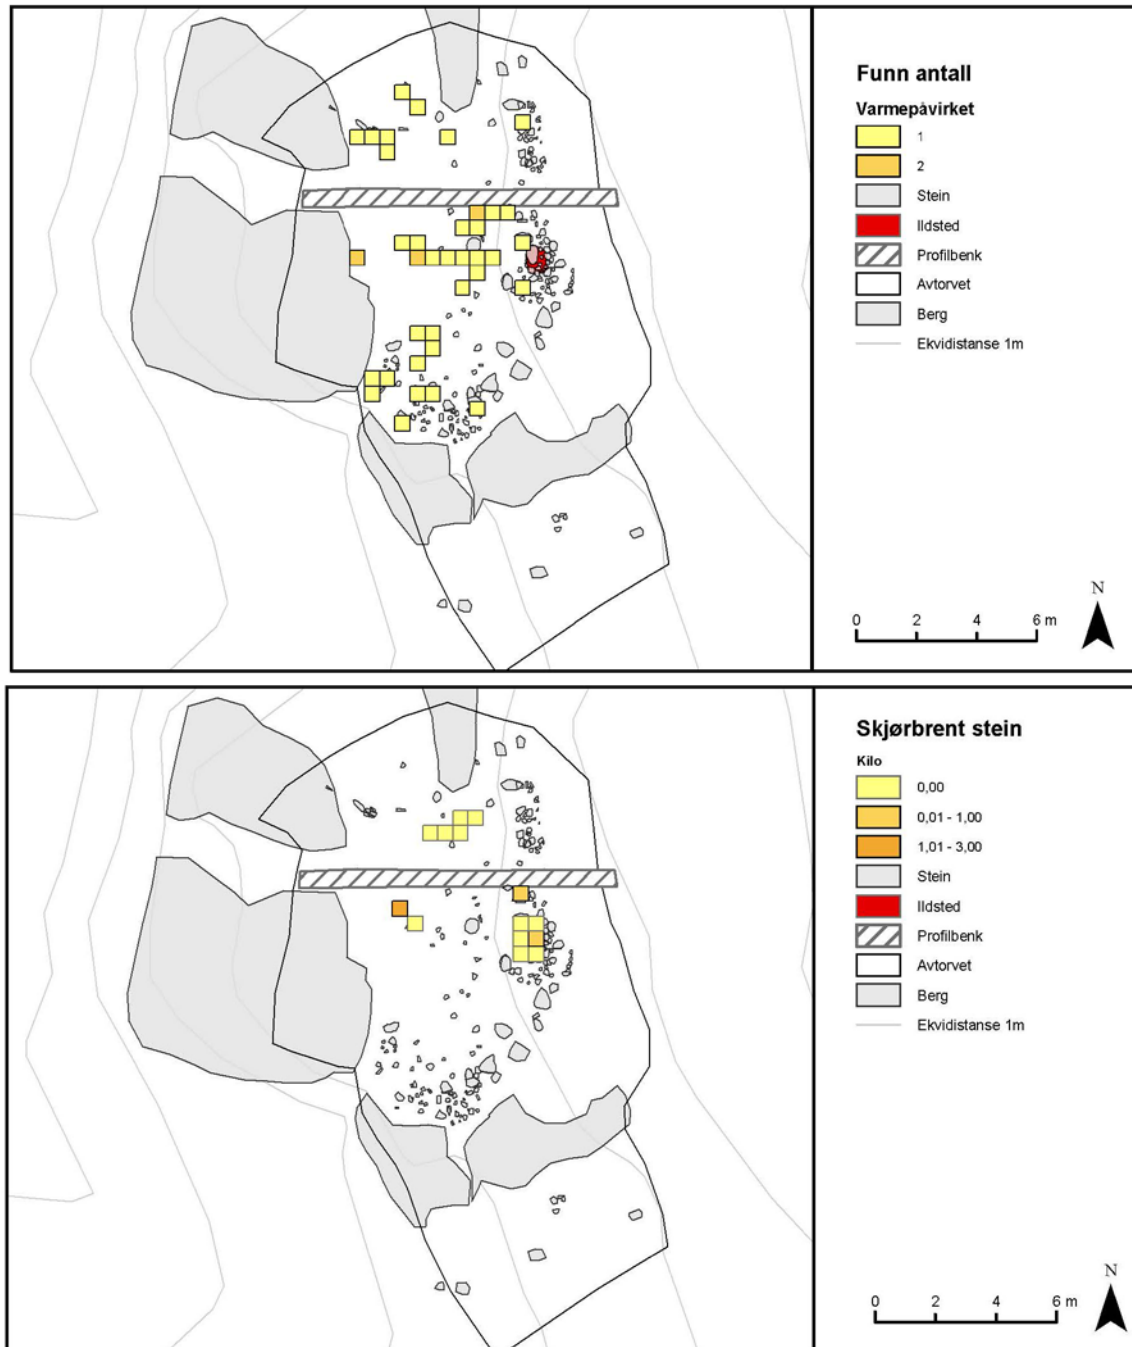 Funn antall
Varmepåvirket
1
2
Stein
Ildsted
Profilbenk
Avtorvet
Berg
Ekvidistanse 1m
0 2 4 6 m
N
Skjørbrent stein
Kilo
0,00
0,01 - 1,00
1,01 - 3,00
Stein
Ildsted
Profilbenk
Avtorvet
Berg
Ekvidistanse 1m
0 2 4 6 m
N